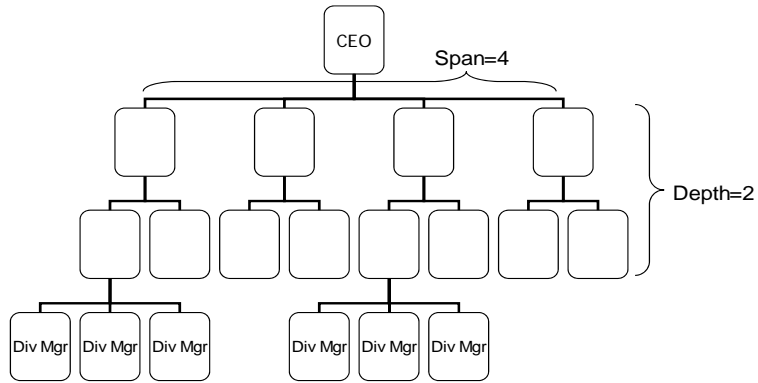 CEO
Span=4
Depth=2
Div Mgr Div Mgr Div Mgr Div Mgr Div Mgr Div Mgr